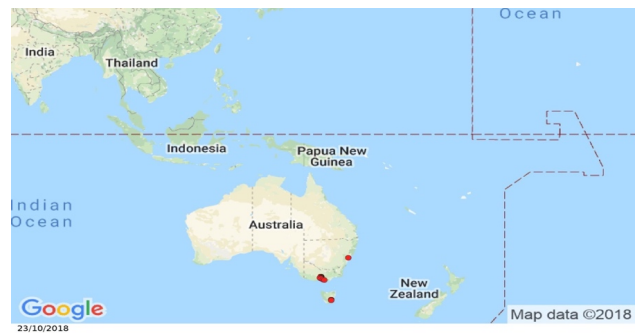 Ocean
India
Thailand
Indonesia
Papua New
Guinea
Indian
Ocean
Australia
New
Zealand
Google
Map data ©2018
23/10/2018